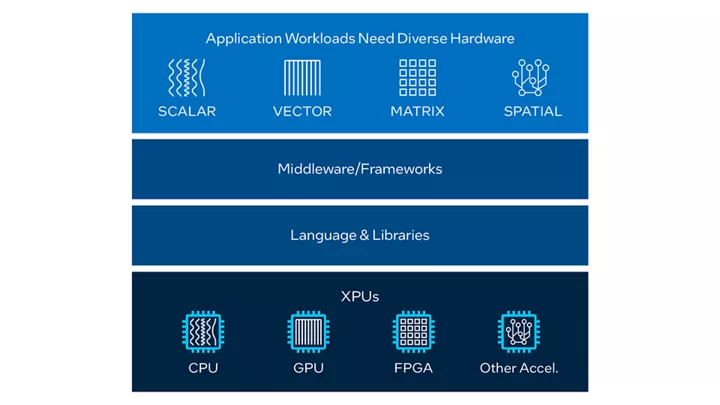 Application Workloads Need Diverse Hardware
SCALAR VECTOR MATRIX SPATIAL
Middleware/Frameworks
Language & Libraries
XPUs
CPU GPU FPGA Other Accel.